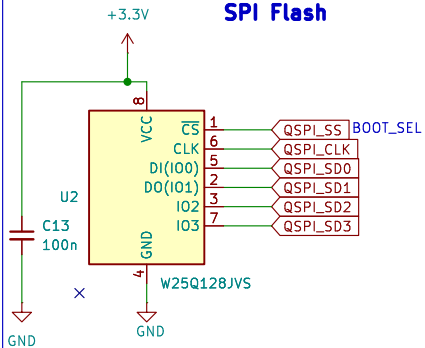 SPI Flash
+3.3V
8
VCC
CS 1 QSPI_SS BOOT_SEL
CLK 6 QSPI_CLK
DI(IO0) 5 QSPI_SD0
DO(IO1) 2 QSPI_SD1
U2
IO2 3 QSPI_SD2
IO3 7 QSPI_SD3
C13
100n
GND
4
W25Q128JVS
GND
GND